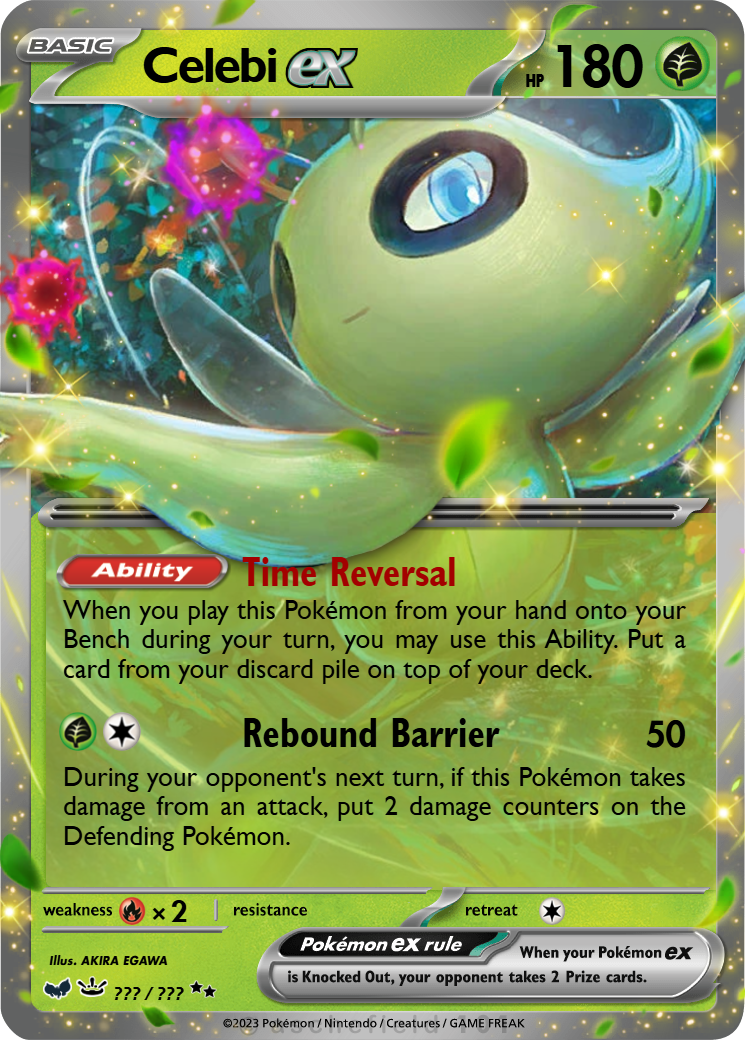 BASIC
Celebi ex
HP 180
Ability Time Reversal
When you play this Pokémon from your hand onto your
Bench during your turn, you may use this Ability. Put a
card from your discard pile on top of your deck.
Rebound Barrier 50
During your opponent's next turn, if this Pokémon takes
damage from an attack, put 2 damage counters on the
Defending Pokémon.
weakness × 2 resistance retreat
Illus. AKIRA EGAWA
??? / ???
Pokémon ex rule
When your Pokémon ex
is Knocked Out, your opponent takes 2 Prize cards.
©2023 Pokémon / Nintendo / Creatures / GAME FREAK